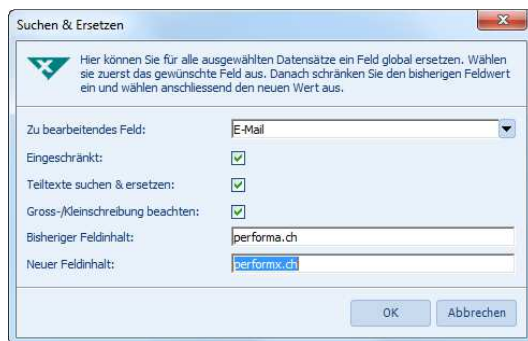 Suchen & Ersetzen
Hier können Sie für alle ausgewählten Datensätze ein Feld global ersetzen. Wählen
sie zuerst das gewünschte Feld aus. Danach schränken Sie den bisherigen Feldwert
ein und wählen anschliessend den neuen Wert aus.
Zu bearbeitendes Feld: E-Mail
Eingeschränkt:
Teiltexte suchen & ersetzen:
Gross-/Kleinschreibung beachten:
Bisheriger Feldinhalt: performa.ch
Neuer Feldinhalt: performx.ch
OK Abbrechen